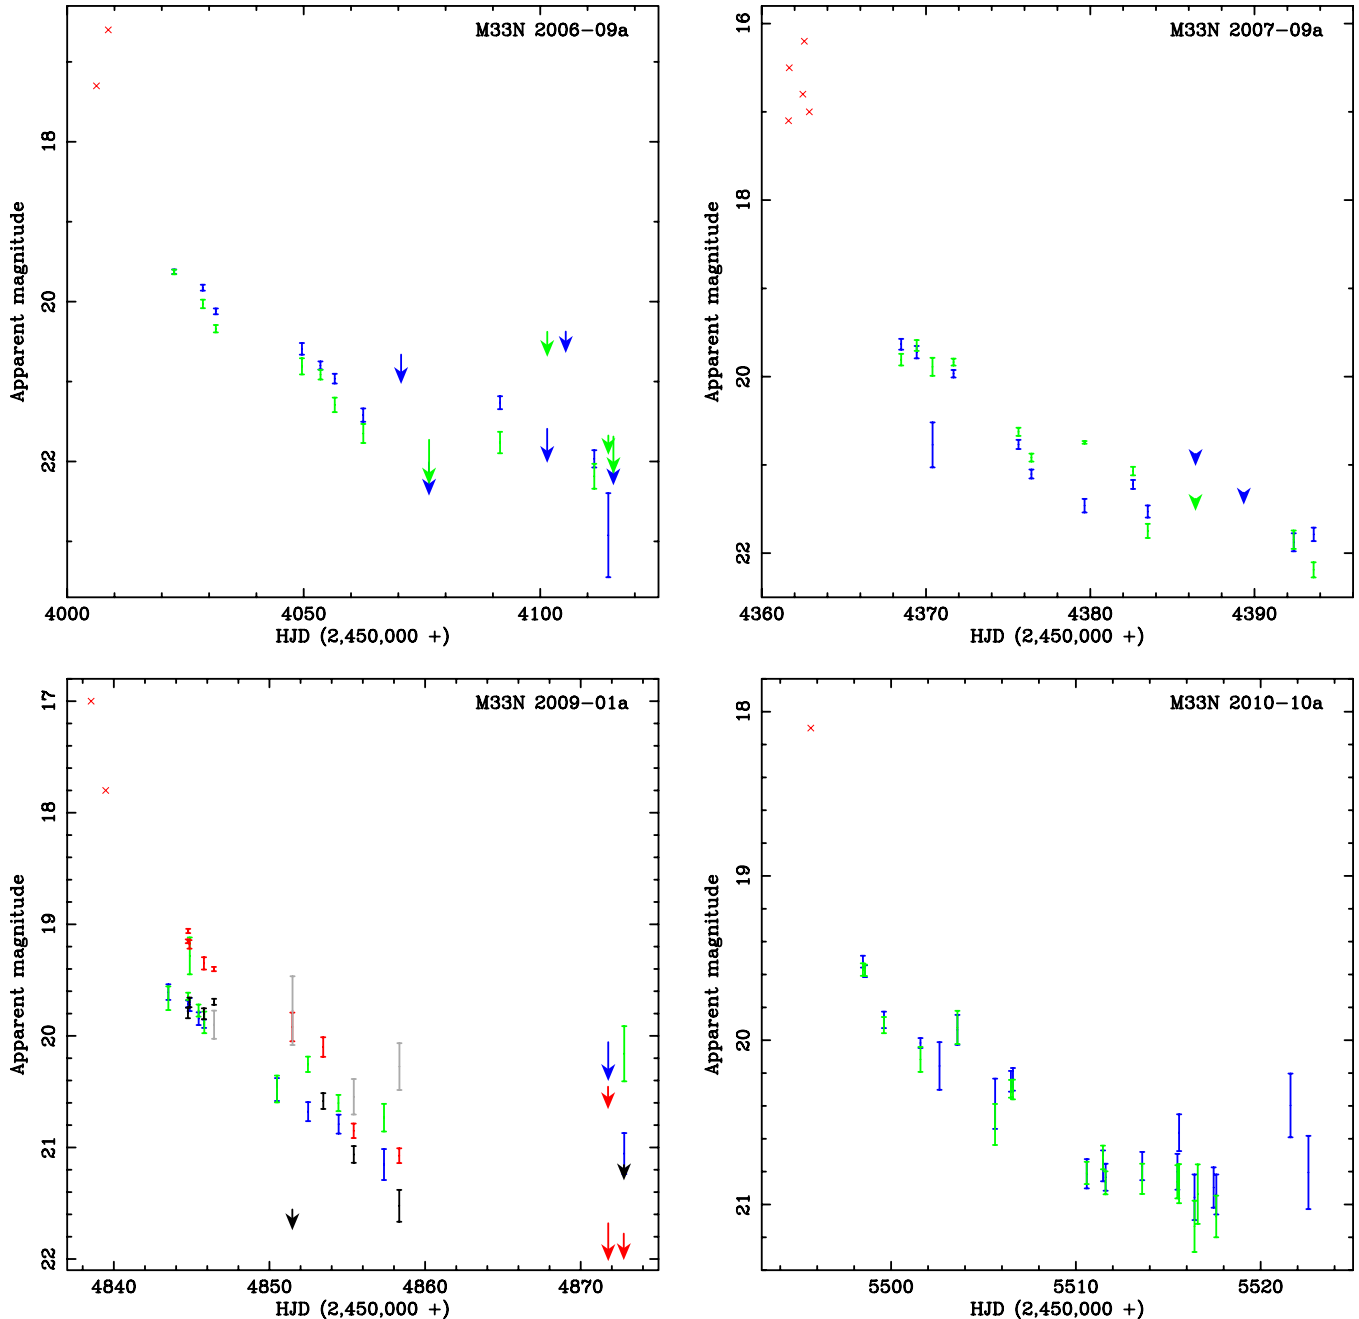 M33N 2006-09a
18
20
22
Apparent magnitude
4000
4050
4100
HJD (2,450,000 +)
M33N 2007-09a
16
18
20
22
Apparent magnitude
4360
4370
4380
4390
HJD (2,450,000 +)
M33N 2009-01a
17
18
19
20
21
22
Apparent magnitude
4840
4850
4860
4870
HJD (2,450,000 +)
M33N 2010-10a
18
19
20
21
Apparent magnitude
5500
5510
5520
HJD (2,450,000 +)